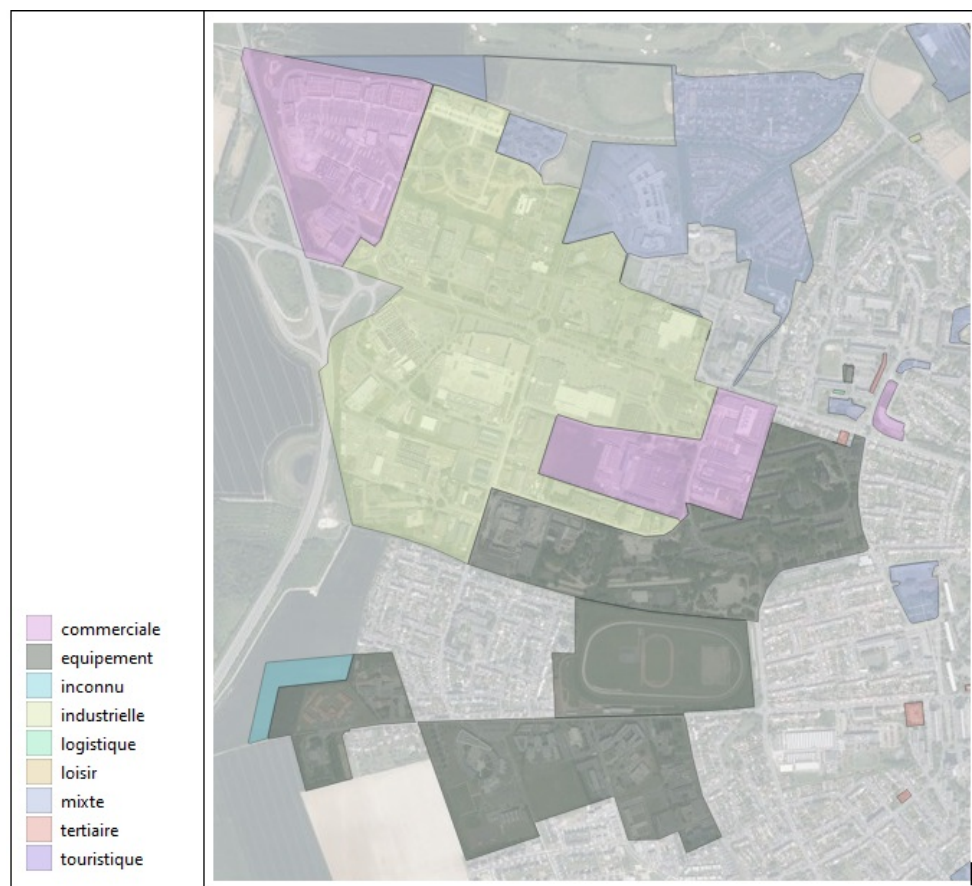 commerciale
equipement
inconnu
industrielle
logistique
loisir
mixte
tertiaire
touristique